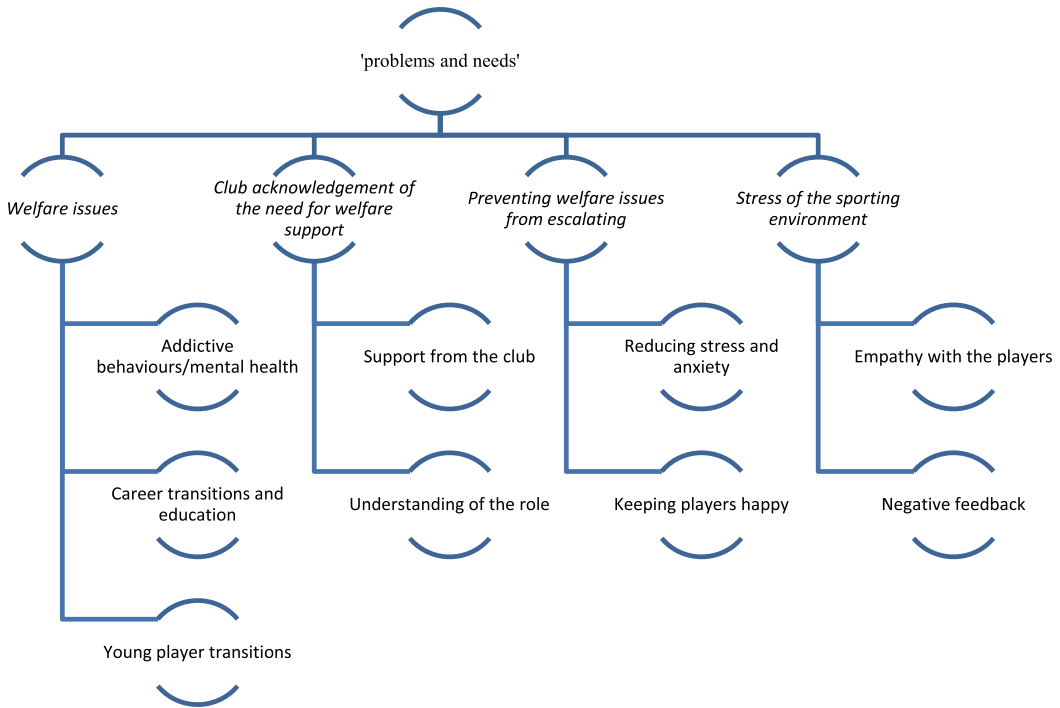 'problems and needs'
Welfare issues
Club acknowledgement of
the need for welfare
support
Preventing welfare issues
from escalating
Stress of the sporting
environment
Addictive
behaviours/mental health
Support from the club
Reducing stress and
anxiety
Empathy with the players
Career transitions and
education
Understanding of the role
Keeping players happy
Negative feedback
Young player transitions